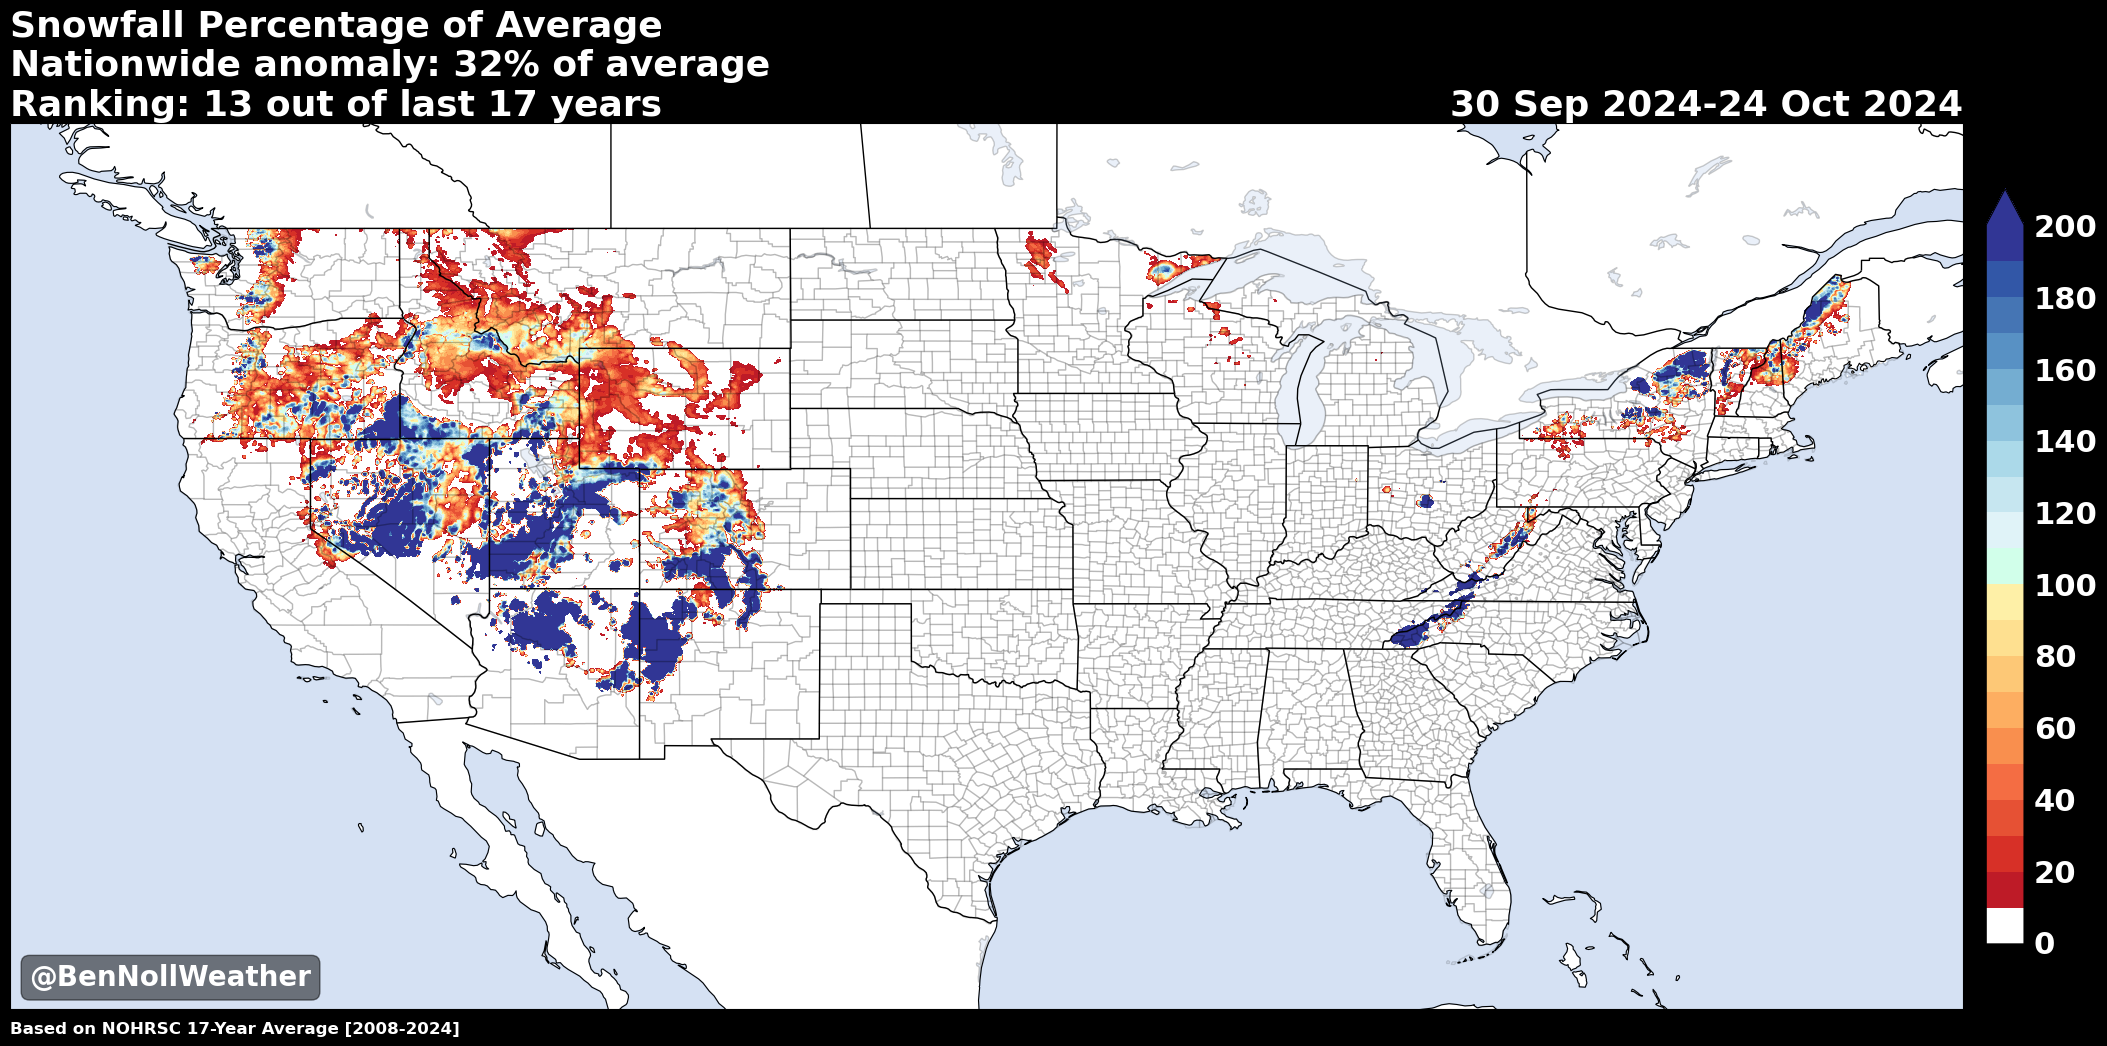 Snowfall Percentage of Average
Nationwide anomaly: 32% of average
Ranking: 13 out of last 17 years
30 Sep 2024-24 Oct 2024
200
180
160
140
120
100
80
60
40
20
0
@BenNollWeather
Based on NOHRSC 17-Year Average [2008-2024]